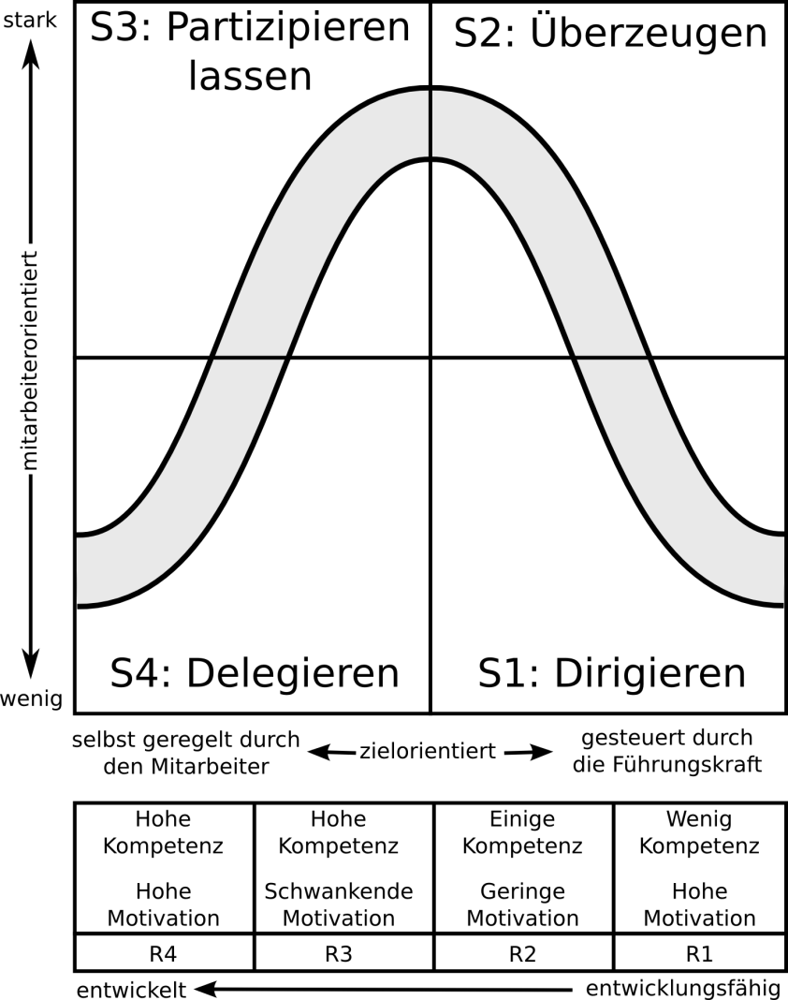 stark
S3: Partizipieren
lassen
S2: Überzeugen
mitarbeiterorientiert
S4: Delegieren
S1: Dirigieren
wenig
selbst geregelt durch
den Mitarbeiter
zielorientiert
gesteuert durch
die Führungskraft
Hohe
Kompetenz
Hohe
Motivation
Hohe
Kompetenz
Schwankende
Motivation
Einige
Kompetenz
Geringe
Motivation
Wenig
Kompetenz
Hohe
Motivation
R4
R3
R2
R1
entwickelt
entwicklungsfähig